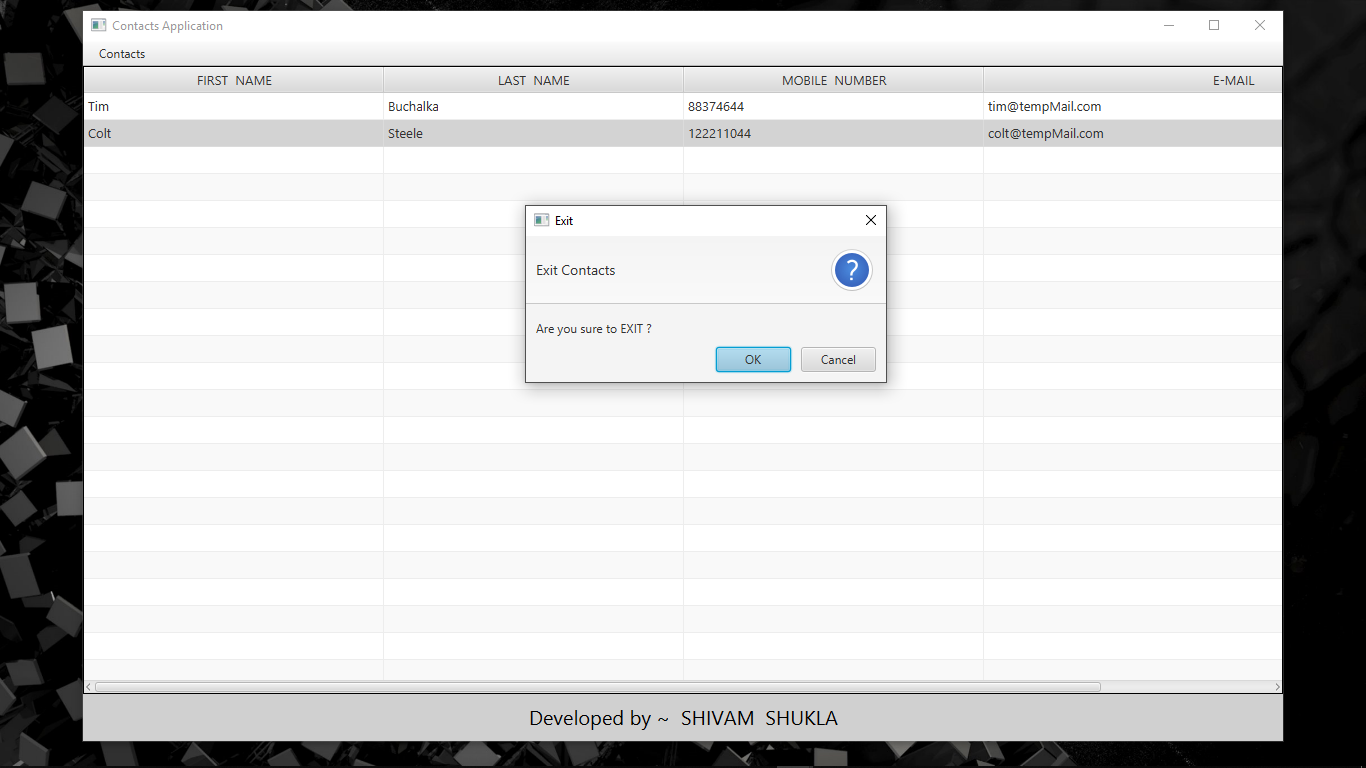 Contacts Application
Contacts
FIRST NAME LAST NAME MOBILE NUMBER E-MAIL
Tim Buchalka 88374644 tim@tempMail.com
Colt Steele 122211044 colt@tempMail.com
Exit
Exit Contacts
?
Are you sure to EXIT ?
OK Cancel
Developed by ~ SHIVAM SHUKLA